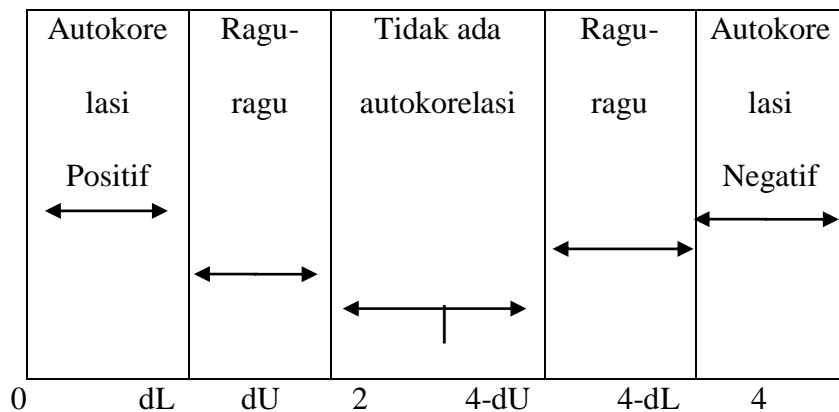 Autokore Ragu- Tidak ada Ragu- Autokore
lasi ragu autokorelasi ragu lasi
Positif Negatif
0 dL dU 2 4-dU 4-dL 4